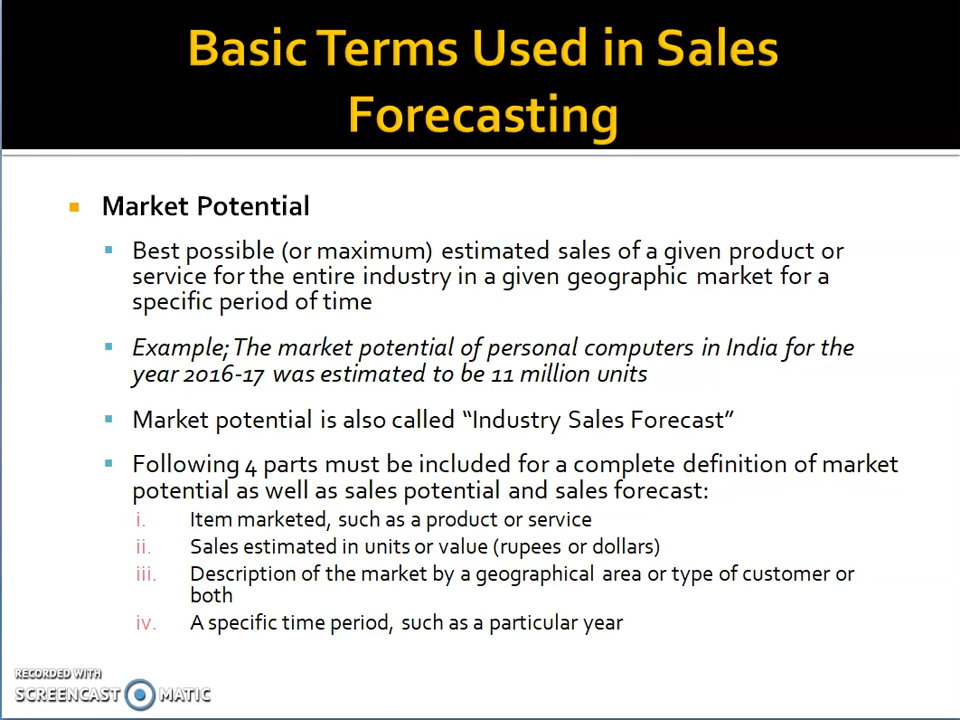 Basic Terms Used in Sales
Forecasting
Market Potential
Best possible (or maximum) estimated sales of a given product or
service for the entire industry in a given geographic market for a
specific period of time
Example; The market potential of personal computers in India for the
year 2016-17 was estimated to be 11 million units
Market potential is also called “Industry Sales Forecast”
Following 4 parts must be included for a complete definition of market
potential as well as sales potential and sales forecast:
i. Item marketed, such as a product or service
ii. Sales estimated in units or value (rupees or dollars)
iii. Description of the market by a geographical area or type of customer or
both
iv. A specific time period, such as a particular year
RECORDED WITH
SCREENCAST MATIC